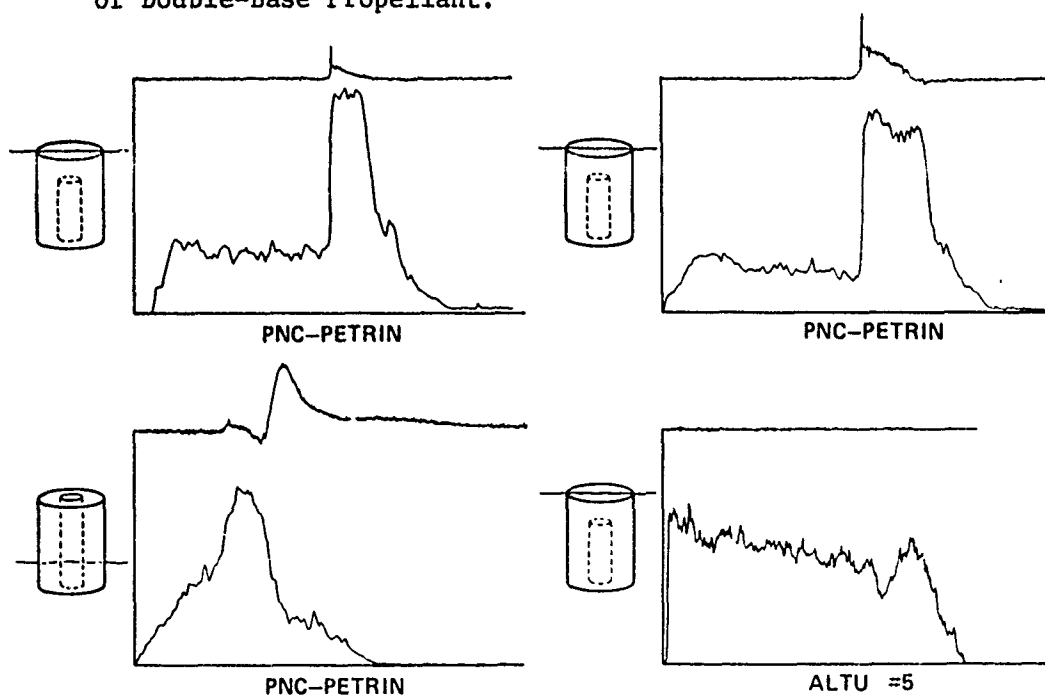 of Double-Base Propellant.
PNC-PETRIN
PNC-PETRIN
PNC-PETRIN
ALTU =5